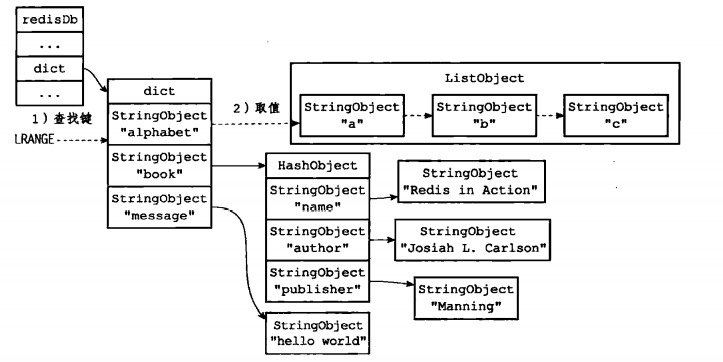 redisDb
...
dict
...
1）查找键
LRANGE
dict
StringObject
"alphabet"
StringObject
"book"
StringObject
"message"
2）取值
ListObject
StringObject
"a"
StringObject
"b"
StringObject
"c"
HashObject
StringObject
"name"
StringObject
"author"
StringObject
"publisher"
StringObject
"Redis in Action"
StringObject
"Josiah L. Carlson"
StringObject
"Manning"
StringObject
"hello world"